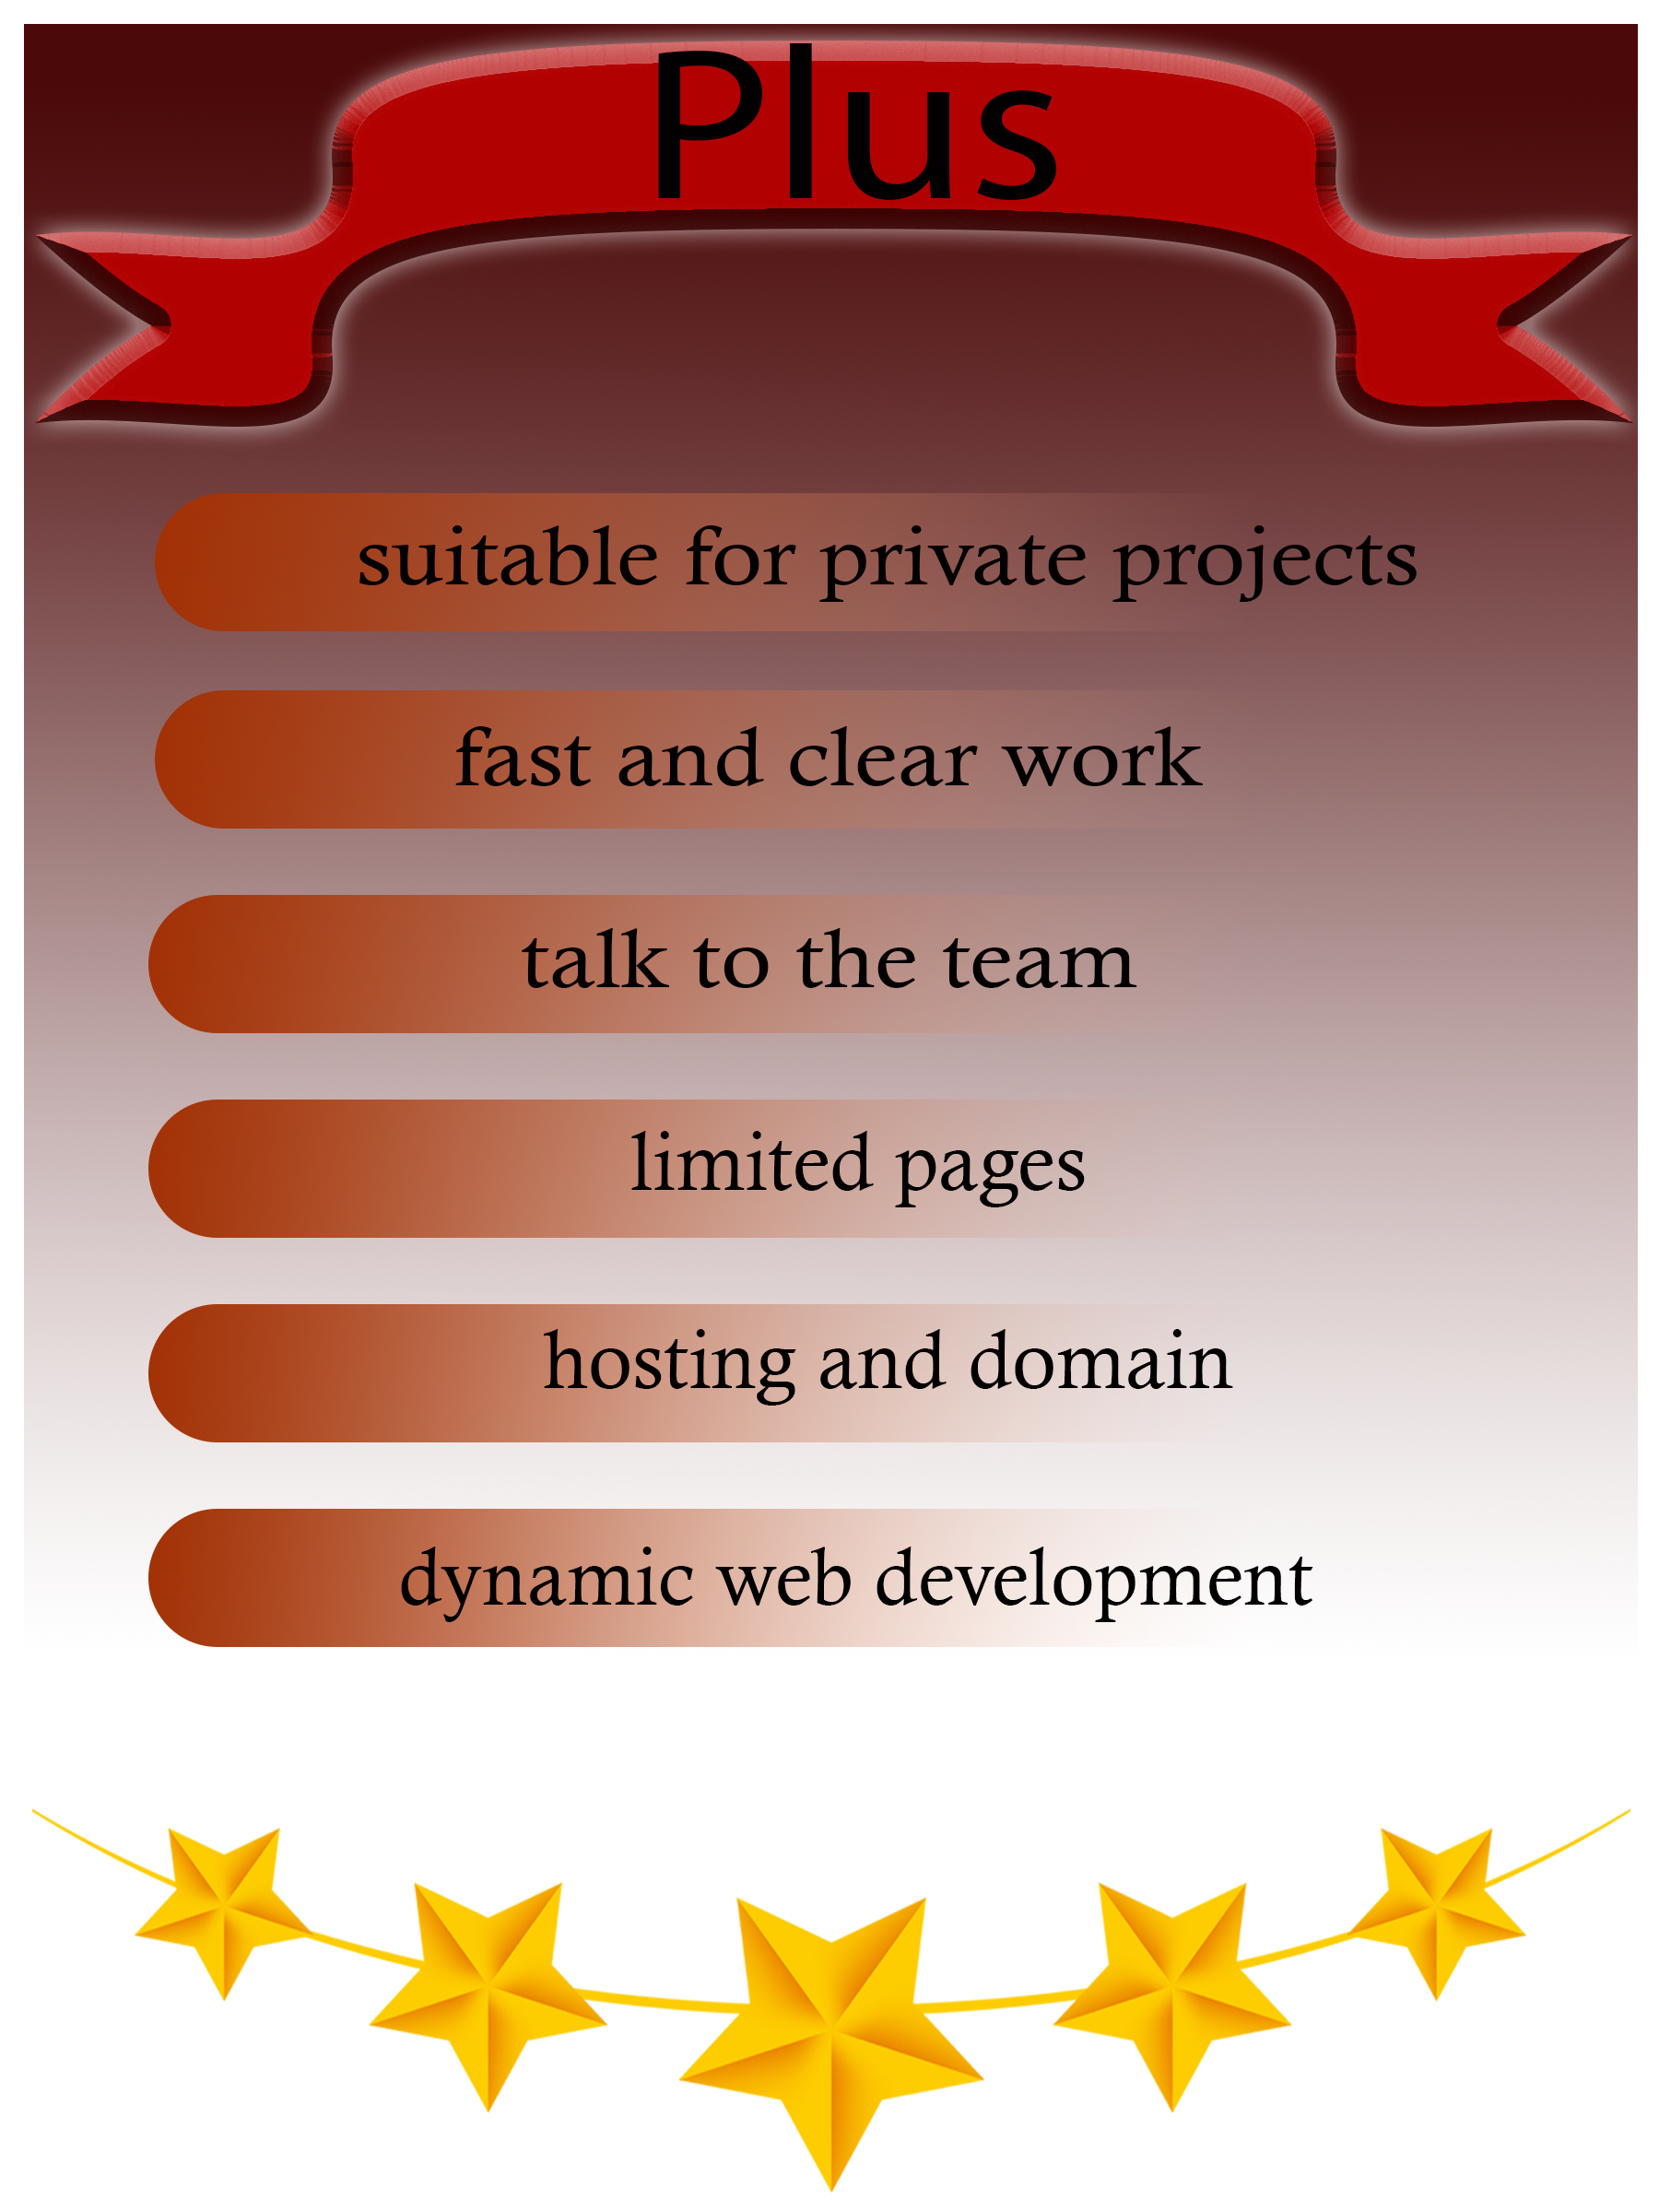 Plus
suitable for private projects
fast and clear work
talk to the team
limited pages
hosting and domain
dynamic web development